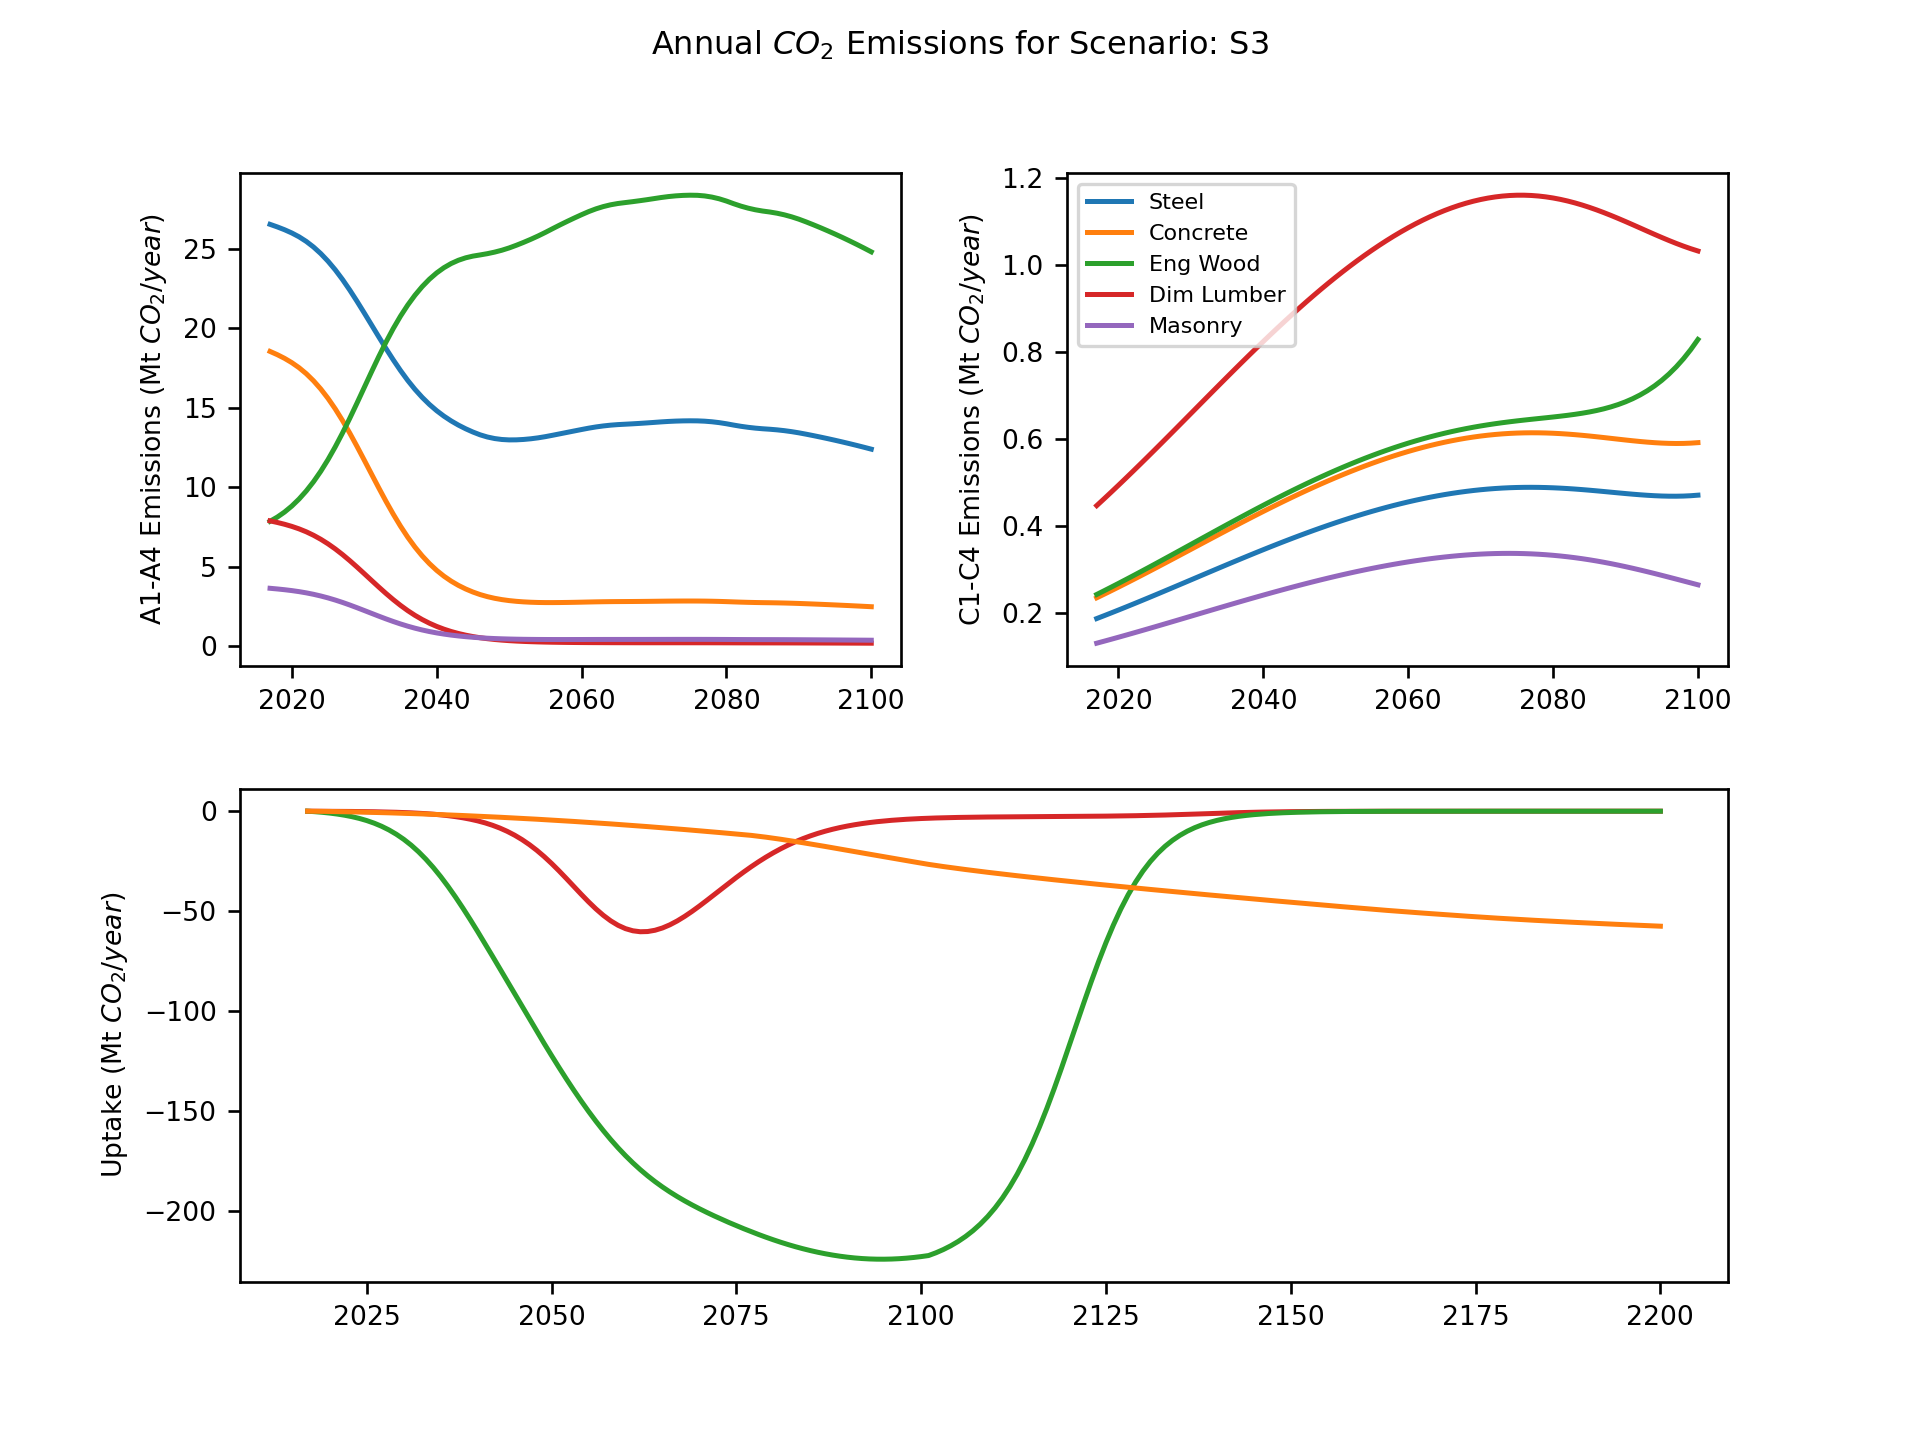 Annual CO₂ Emissions for Scenario: S3
A1-A4 Emissions (Mt CO₂/year)
25
20
15
10
5
0
2020 2040 2060 2080 2100
C1-C4 Emissions (Mt CO₂/year)
1.2
1.0
0.8
0.6
0.4
0.2
Steel
Concrete
Eng Wood
Dim Lumber
Masonry
2020 2040 2060 2080 2100
Uptake (Mt CO₂/year)
0
−50
−100
−150
−200
2025 2050 2075 2100 2125 2150 2175 2200